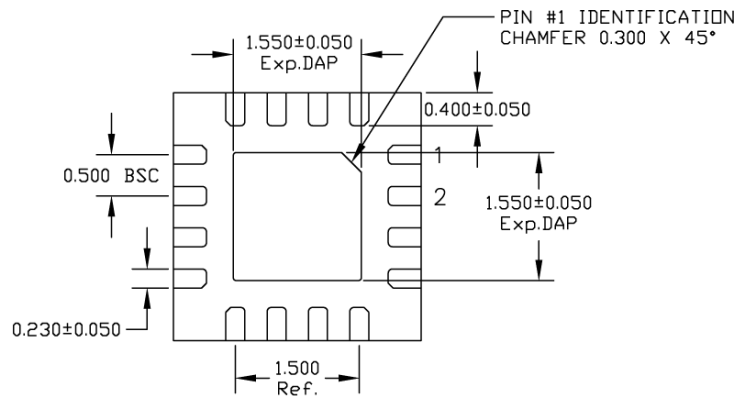 PIN #1 IDENTIFICATION
CHAMFER 0.300 X 45°
1.550±0.050
Exp.DAP
0.400±0.050
1
0.500 BSC
2
1.550±0.050
Exp.DAP
0.230±0.050
1.500
Ref.